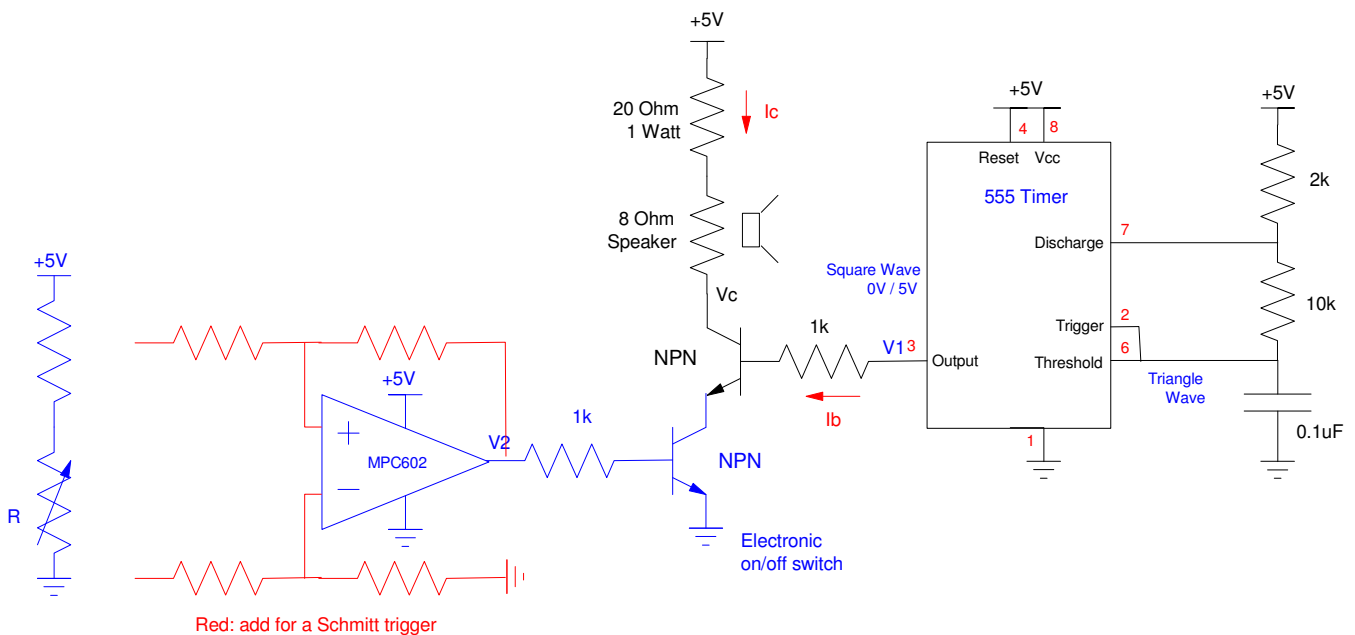 +5V
20 Ohm
1 Watt
Ic
8 Ohm
Speaker
Vc
+5V
4
8
Reset
Vcc
555 Timer
+5V
2k
Discharge
7
10k
Square Wave
0V / 5V
Trigger
2
Threshold
6
Triangle
Wave
0.1uF
V1
3
Output
1
1k
Ib
NPN
+5V
R
+5V
+
MPC602
−
V2
1k
NPN
Electronic
on/off switch
Red: add for a Schmitt trigger